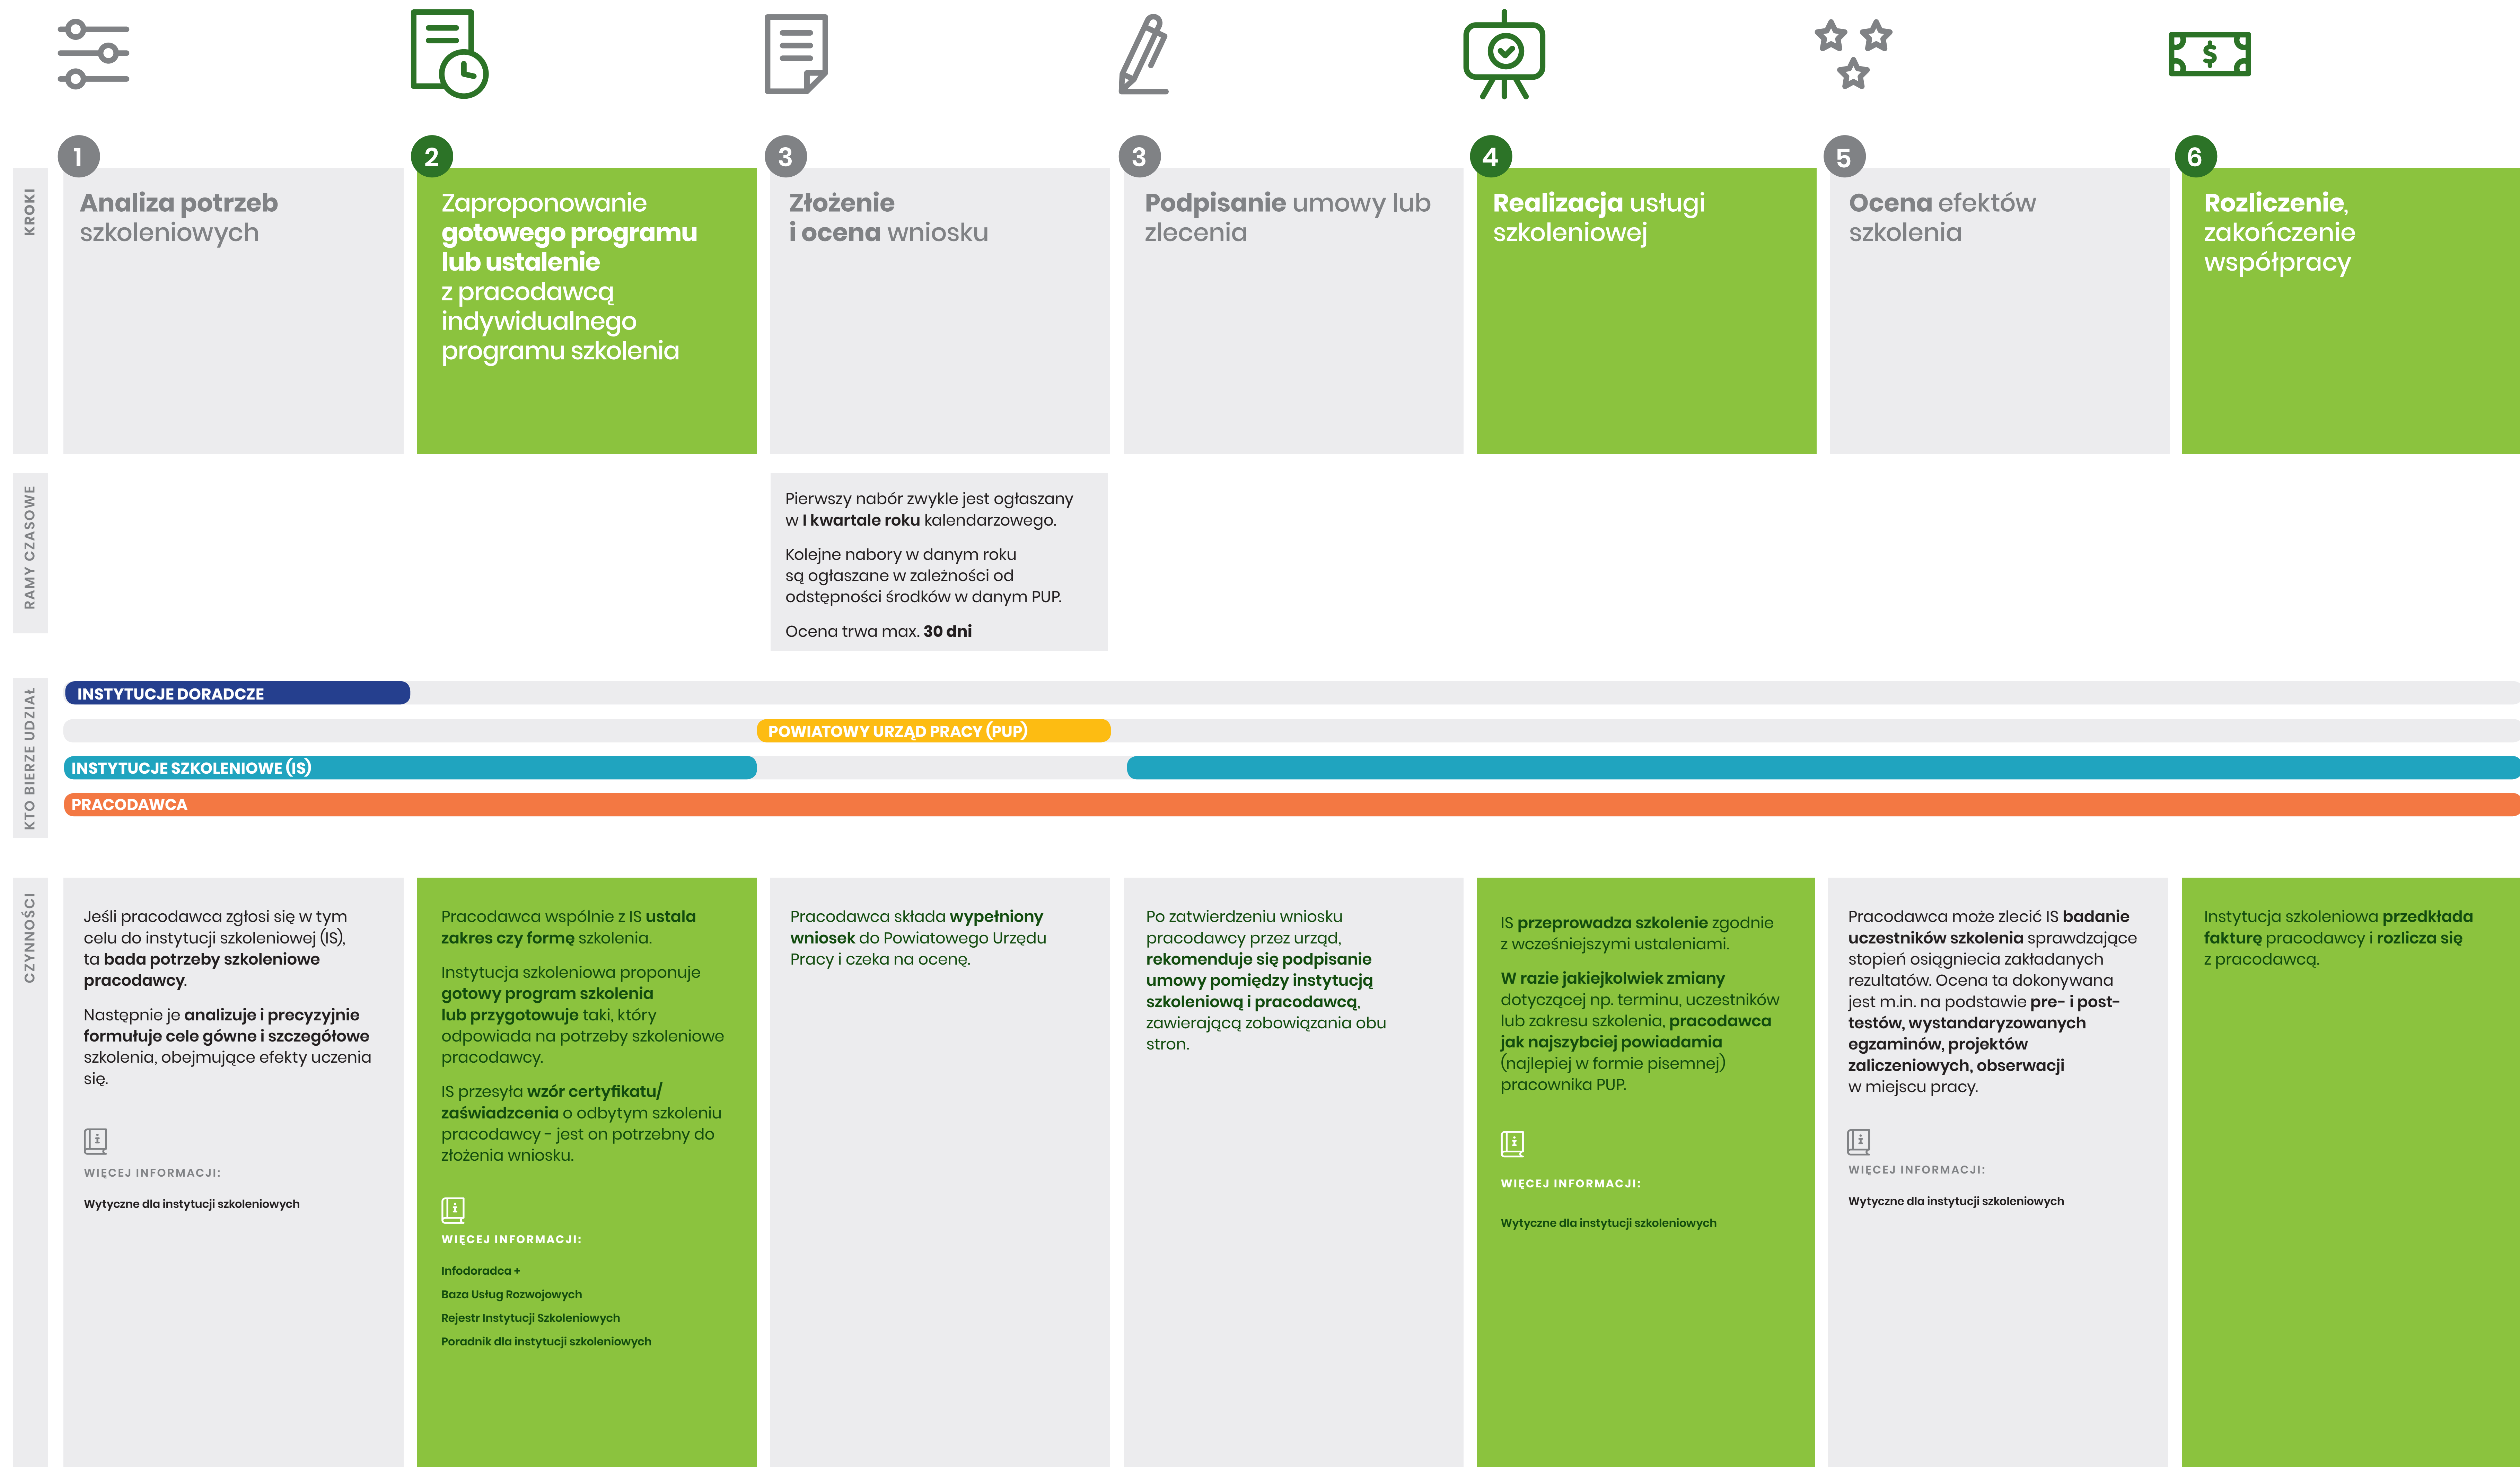 KROKI
1
Analiza potrzeb
szkoleniowych
2
Zaproponowanie
gotowego programu
lub ustalenie
z pracodawcą
indywidualnego
programu szkolenia
3
Złożenie
i ocena wniosku
3
Podpisanie umowy lub
zlecenia
4
Realizacja usługi
szkoleniowej
5
Ocena efektów
szkolenia
6
Rozliczenie,
zakończenie
współpracy
RAMY CZASOWE
Pierwszy nabór zwykle jest ogłaszany
w I kwartale roku kalendarzowego.
Kolejne nabory w danym roku
są ogłaszane w zależności od
odstępności środków w danym PUP.
Ocena trwa max. 30 dni
KTO BIERZE UDZIAŁ
INSTYTUCJE DORADCZE
POWIATOWY URZĄD PRACY (PUP)
INSTYTUCJE SZKOLENIOWE (IS)
PRACODAWCA
CZYNNOŚCI
Jeśli pracodawca zgłosi się w tym
celu do instytucji szkoleniowej (IS),
ta bada potrzeby szkoleniowe
pracodawcy.
Następnie je analizuje i precyzyjnie
formułuje cele gówne i szczegółowe
szkolenia, obejmujące efekty uczenia
się.
WIĘCEJ INFORMACJI:
Wytyczne dla instytucji szkoleniowych
Pracodawca wspólnie z IS ustala
zakres czy formę szkolenia.
Instytucja szkoleniowa proponuje
gotowy program szkolenia
lub przygotowuje taki, który
odpowiada na potrzeby szkoleniowe
pracodawcy.
IS przesyła wzór certyfikatu/
zaświadzcenia o odbytym szkoleniu
pracodawcy - jest on potrzebny do
złożenia wniosku.
WIĘCEJ INFORMACJI:
Infodoradca +
Baza Usług Rozwojowych
Rejestr Instytucji Szkoleniowych
Poradnik dla instytucji szkoleniowych
Pracodawca składa wypełniony
wniosek do Powiatowego Urzędu
Pracy i czeka na ocenę.
Po zatwierdzeniu wniosku
pracodawcy przez urząd,
rekomenduje się podpisanie
umowy pomiędzy instytucją
szkoleniową i pracodawcą,
zawierającą zobowiązania obu
stron.
IS przeprowadza szkolenie zgodnie
z wcześniejszymi ustaleniami.
W razie jakiejkolwiek zmiany
dotyczącej np. terminu, uczestników
lub zakresu szkolenia, pracodawca
jak najszybciej powiadamia
(najlepiej w formie pisemnej)
pracownika PUP.
WIĘCEJ INFORMACJI:
Wytyczne dla instytucji szkoleniowych
Pracodawca może zlecić IS badanie
uczestników szkolenia sprawdzające
stopień osiągniecia zakładanych
rezultatów. Ocena ta dokonywana
jest m.in. na podstawie pre- i post-
testów, wystandaryzowanych
egzaminów, projektów
zaliczeniowych, obserwacji
w miejscu pracy.
WIĘCEJ INFORMACJI:
Wytyczne dla instytucji szkoleniowych
Instytucja szkoleniowa przedkłada
fakturę pracodawcy i rozlicza się
z pracodawcą.